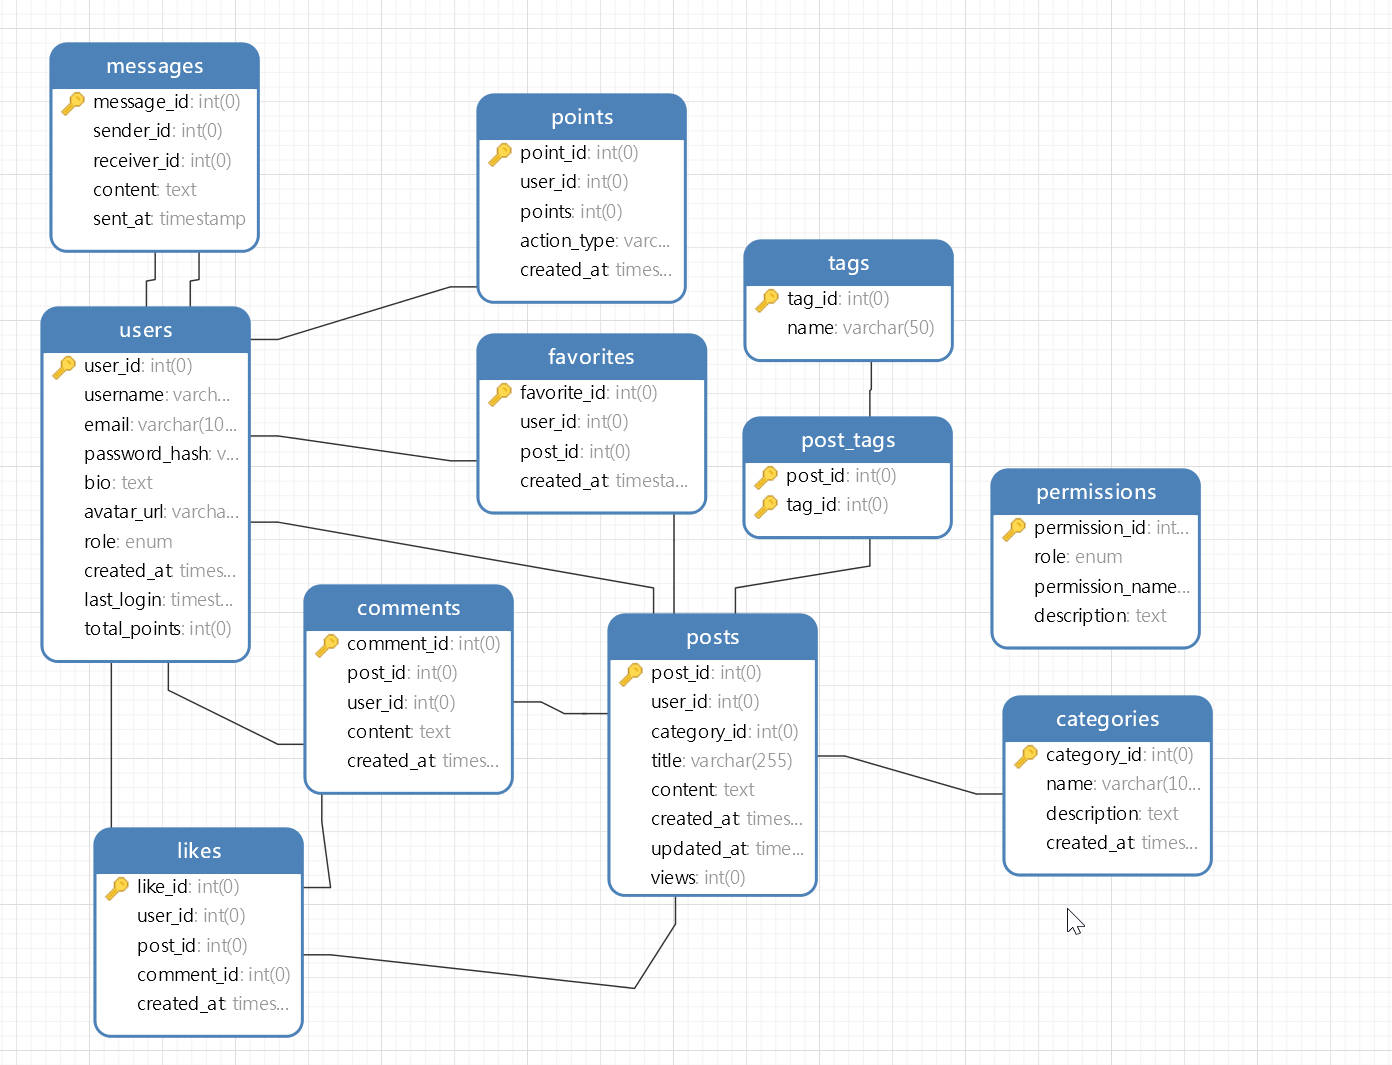 messages
message_id: int(0)
sender_id: int(0)
receiver_id: int(0)
content: text
sent_at: timestamp
points
point_id: int(0)
user_id: int(0)
points: int(0)
action_type: varc...
created_at: times...
tags
tag_id: int(0)
name: varchar(50)
users
user_id: int(0)
username: varch...
email: varchar(10...
password_hash: v...
bio: text
avatar_url: varcha...
role: enum
created_at: times...
last_login: timest...
total_points: int(0)
favorites
favorite_id: int(0)
user_id: int(0)
post_id: int(0)
created_at: timesta...
post_tags
post_id: int(0)
tag_id: int(0)
permissions
permission_id: int...
role: enum
permission_name...
description: text
comments
comment_id: int(0)
post_id: int(0)
user_id: int(0)
content: text
created_at: times...
posts
post_id: int(0)
user_id: int(0)
category_id: int(0)
title: varchar(255)
content: text
created_at: times...
updated_at: time...
views: int(0)
categories
category_id: int(0)
name: varchar(10...
description: text
created_at: times...
likes
like_id: int(0)
user_id: int(0)
post_id: int(0)
comment_id: int(0)
created_at: times...